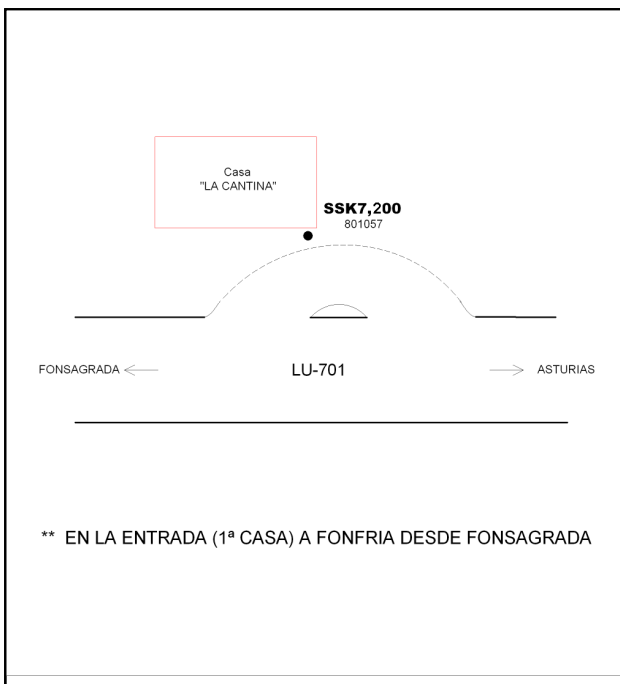 Casa
"LA CANTINA"
SSK7,200
801057
FONSAGRADA
LU-701
ASTURIAS
** EN LA ENTRADA (1ª CASA) A FONFRIA DESDE FONSAGRADA